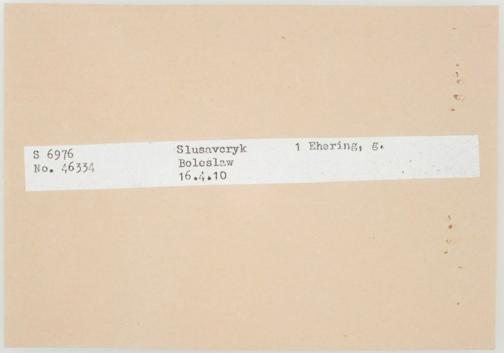 S 6976 Slusavcryk 1 Ehering, g.
No. 46334 Boleslaw
16.4.10